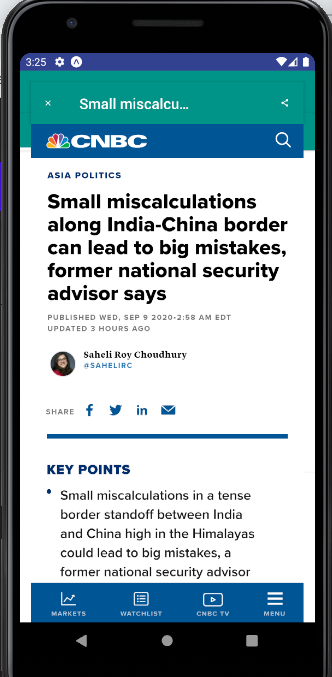 3:25
× Small miscalcu...
CNBC
ASIA POLITICS
Small miscalculations
along India-China border
can lead to big mistakes,
former national security
advisor says
PUBLISHED WED, SEP 9 2020•2:58 AM EDT
UPDATED 3 HOURS AGO
Saheli Roy Choudhury
@SAHELIRC
SHARE
KEY POINTS
• Small miscalculations in a tense
border standoff between India
and China high in the Himalayas
could lead to big mistakes, a
former national security advisor
MARKETS WATCHLIST CNBC TV MENU